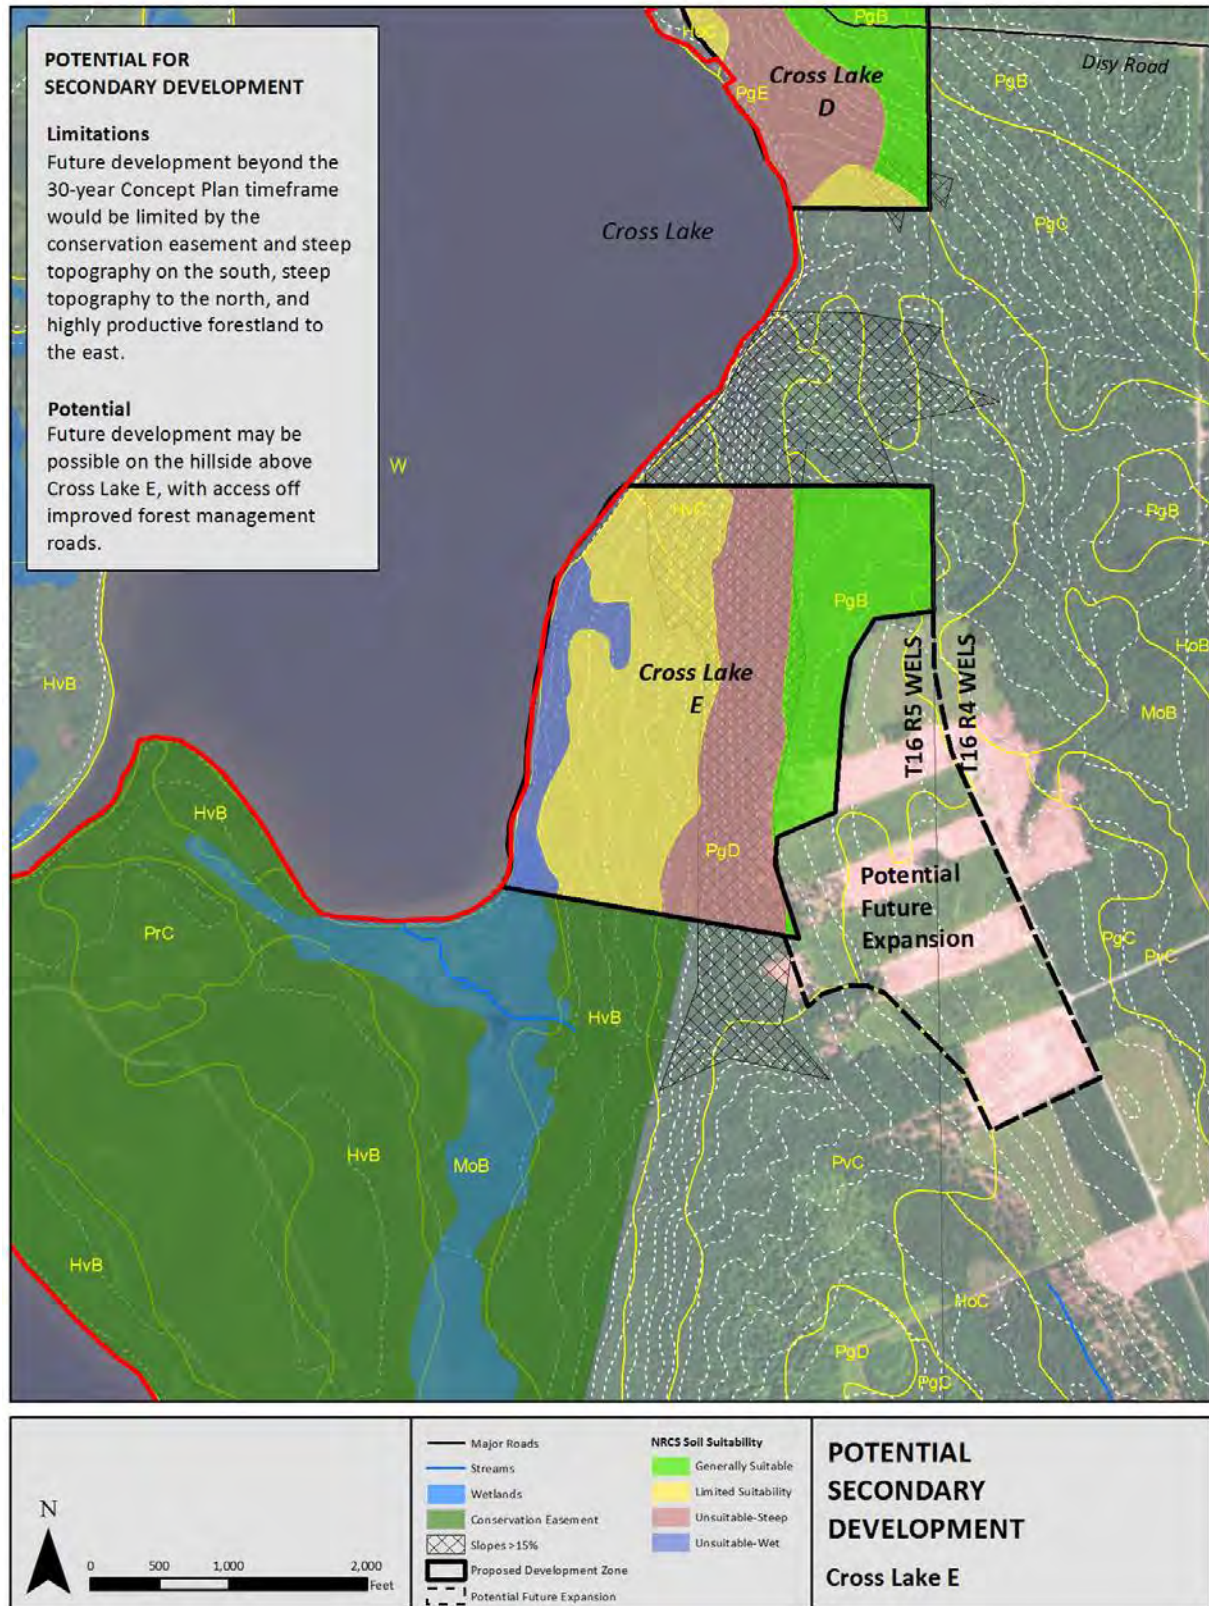 POTENTIAL FOR
SECONDARY DEVELOPMENT
Limitations
Future development beyond the
30-year Concept Plan timeframe
would be limited by the
conservation easement and steep
topography on the south, steep
topography to the north, and
highly productive forestland to
the east.
Potential
Future development may be
possible on the hillside above
Cross Lake E, with access off
improved forest management
roads.
HoC
PgB
Disy Road
Cross Lake
D
PgE
PgB
PgC
Cross Lake
W
HvC
PgB
PgB
HoB
HvB
Cross Lake
E
T16 R5 WELS
T16 R4 WELS
MoB
HvB
PgD
Potential
Future
Expansion
PrC
PgC
PvC
HvB
HvB
MoB
PvC
HvB
HoC
PgD
PgC
N
0 500 1,000 2,000
Feet
Major Roads
Streams
Wetlands
Conservation Easement
Slopes >15%
Proposed Development Zone
Potential Future Expansion
NRCS Soil Suitability
Generally Suitable
Limited Suitability
Unsuitable-Steep
Unsuitable-Wet
POTENTIAL
SECONDARY
DEVELOPMENT
Cross Lake E